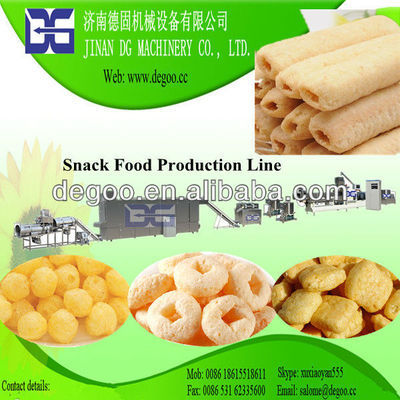 DG
济南德固机械设备有限公司
JINAN DG MACHINERY CO., LTD
Web: www.degoo.cc
Snack Food Production Line
degoo.en.alibaba.com
DG
Contact details:
Mob: 0086 18615518611
Fax: 0086 531 62335600
Skype: xuxiaoyan555
Email: salome@degoo.cc